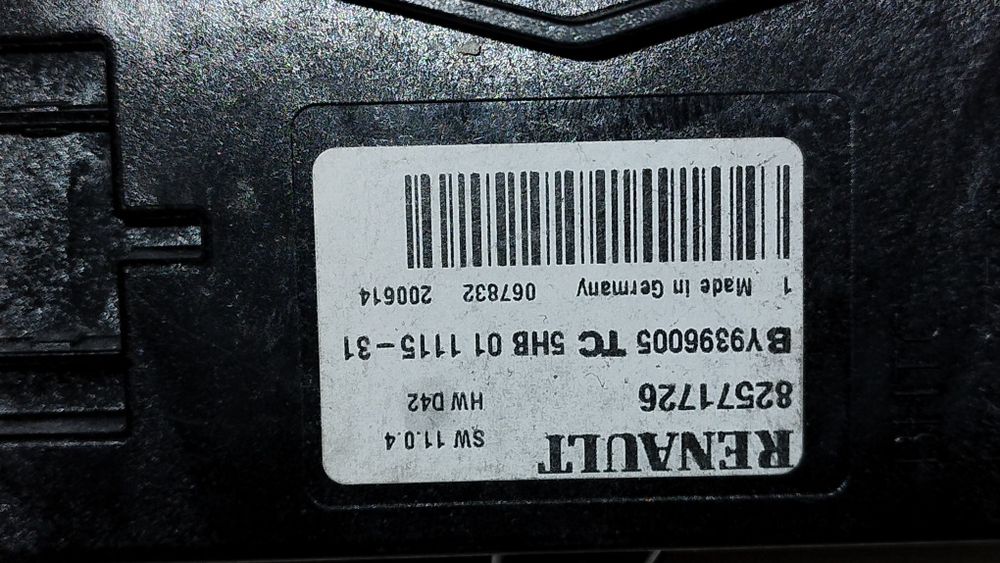 RENAULT SW 11.0.4
82571726 HW D42
BY9396005 TC 5HB 01 1115-31
1 Made in Germany 067832 200614